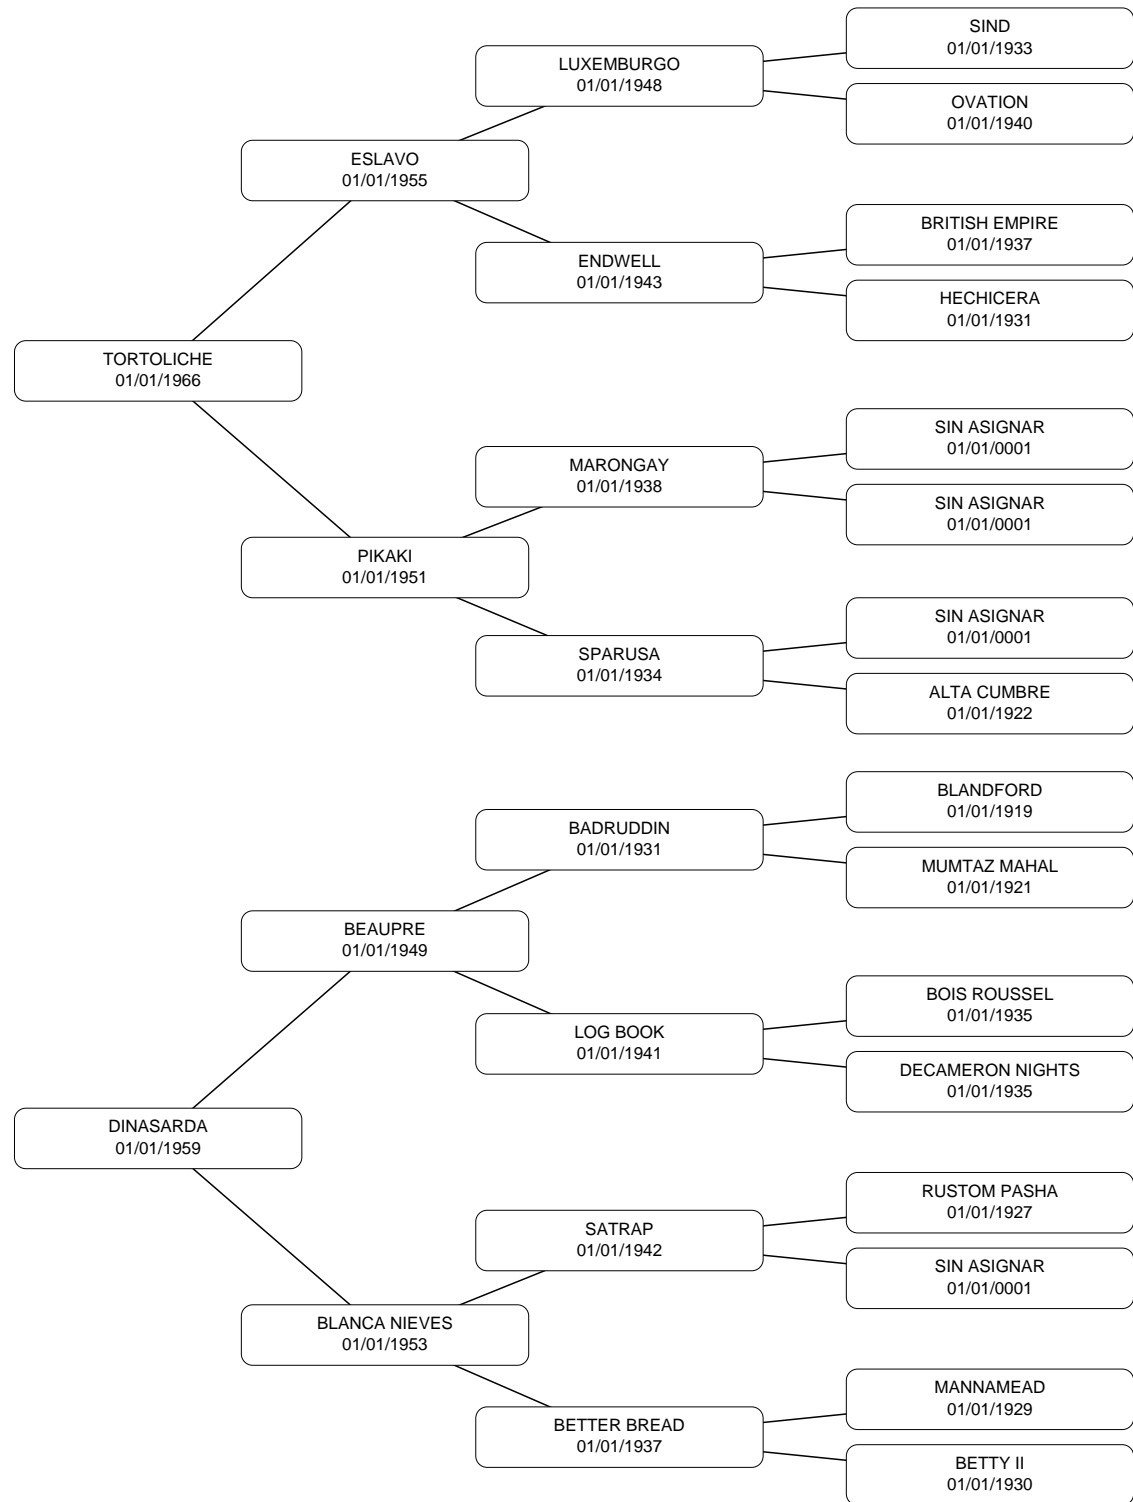 SIND
01/01/1933
LUXEMBURGO
01/01/1948
OVATION
01/01/1940
ESLAVO
01/01/1955
BRITISH EMPIRE
01/01/1937
ENDWELL
01/01/1943
HECHICERA
01/01/1931
TORTOLICHE
01/01/1966
SIN ASIGNAR
01/01/0001
MARONGAY
01/01/1938
SIN ASIGNAR
01/01/0001
PIKAKI
01/01/1951
SIN ASIGNAR
01/01/0001
SPARUSA
01/01/1934
ALTA CUMBRE
01/01/1922
BLANDFORD
01/01/1919
BADRUDDIN
01/01/1931
MUMTAZ MAHAL
01/01/1921
BEAUPRE
01/01/1949
BOIS ROUSSEL
01/01/1935
LOG BOOK
01/01/1941
DECAMERON NIGHTS
01/01/1935
DINASARDA
01/01/1959
RUSTOM PASHA
01/01/1927
SATRAP
01/01/1942
SIN ASIGNAR
01/01/0001
BLANCA NIEVES
01/01/1953
MANNAMEAD
01/01/1929
BETTER BREAD
01/01/1937
BETTY II
01/01/1930